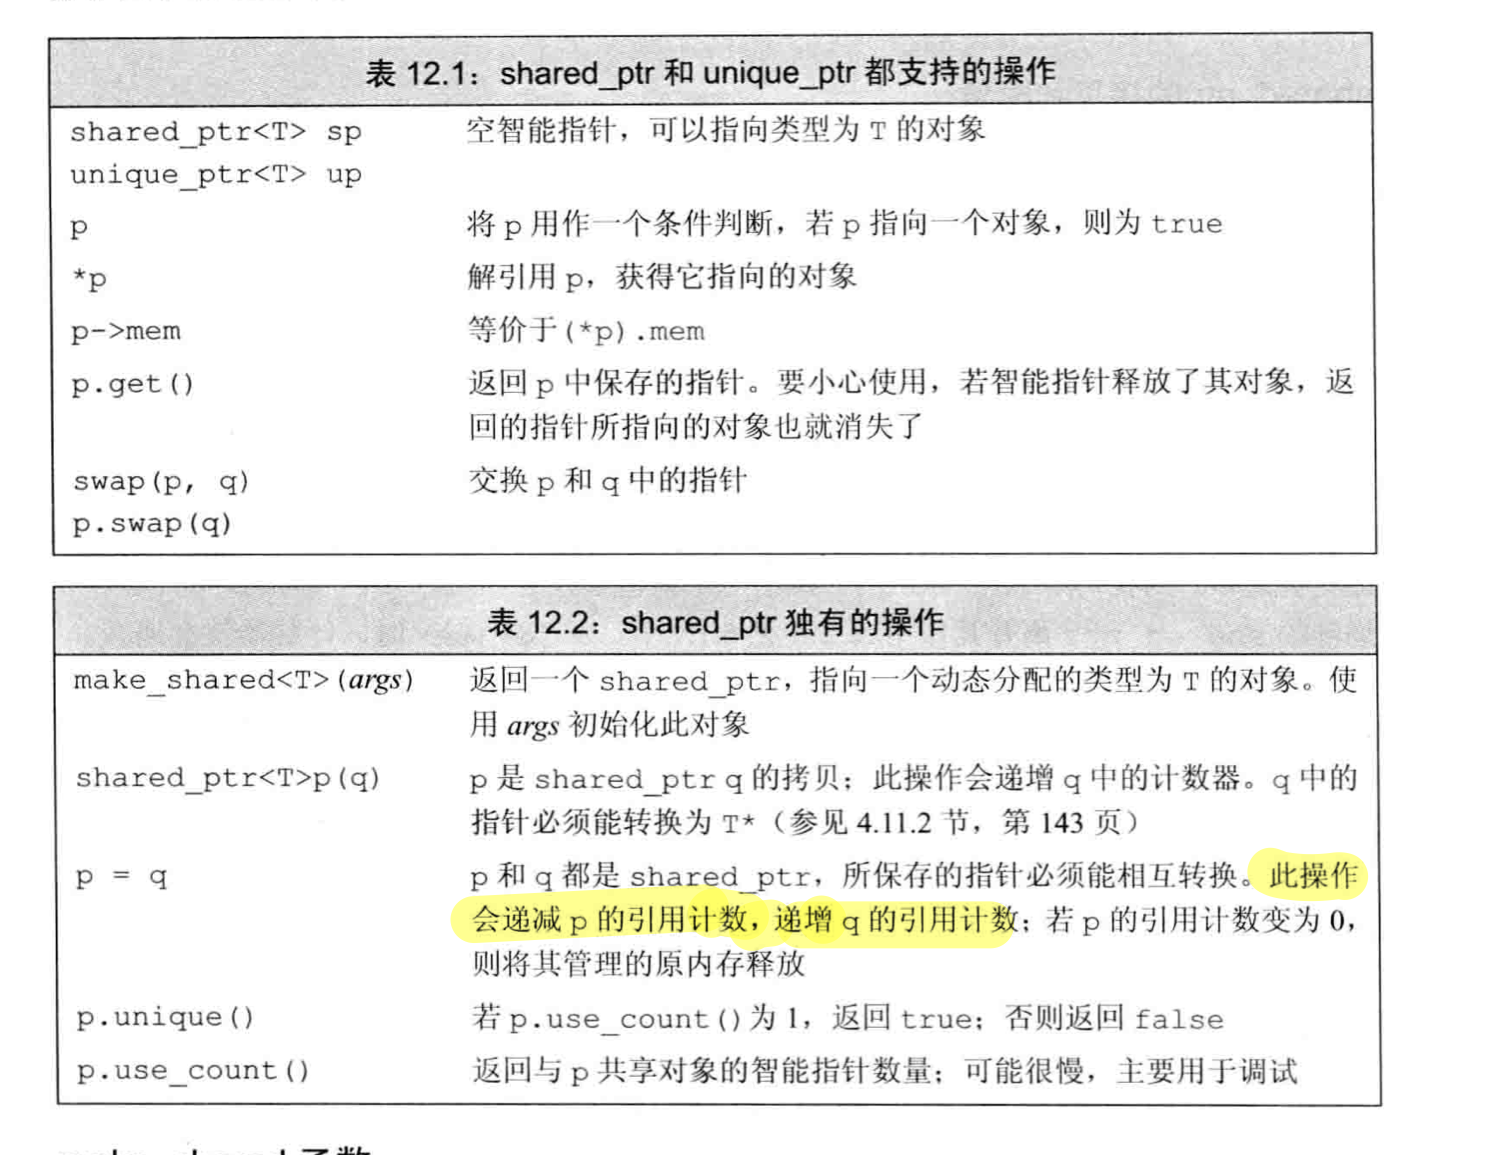 表 12.1：shared_ptr 和 unique_ptr 都支持的操作
shared_ptr<T> sp 空智能指针，可以指向类型为 T 的对象
unique_ptr<T> up
p 将 p 用作一个条件判断，若 p 指向一个对象，则为 true
*p 解引用 p，获得它指向的对象
p->mem 等价于(*p).mem
p.get() 返回 p 中保存的指针。要小心使用，若智能指针释放了其对象，返
回的指针所指向的对象也就消失了
swap(p, q) 交换 p 和 q 中的指针
p.swap(q)
表 12.2：shared_ptr 独有的操作
make_shared<T>(args) 返回一个 shared_ptr，指向一个动态分配的类型为 T 的对象。使
用 args 初始化此对象
shared_ptr<T>p(q) p 是 shared_ptr q 的拷贝；此操作会递增 q 中的计数器。q 中的
指针必须能转换为 T*（参见 4.11.2 节，第 143 页）
p = q p 和 q 都是 shared_ptr，所保存的指针必须能相互转换。此操作
会递减 p 的引用计数，递增 q 的引用计数；若 p 的引用计数变为 0，
则将其管理的原内存释放
p.unique() 若 p.use_count()为 1，返回 true；否则返回 false
p.use_count() 返回与 p 共享对象的智能指针数量；可能很慢，主要用于调试